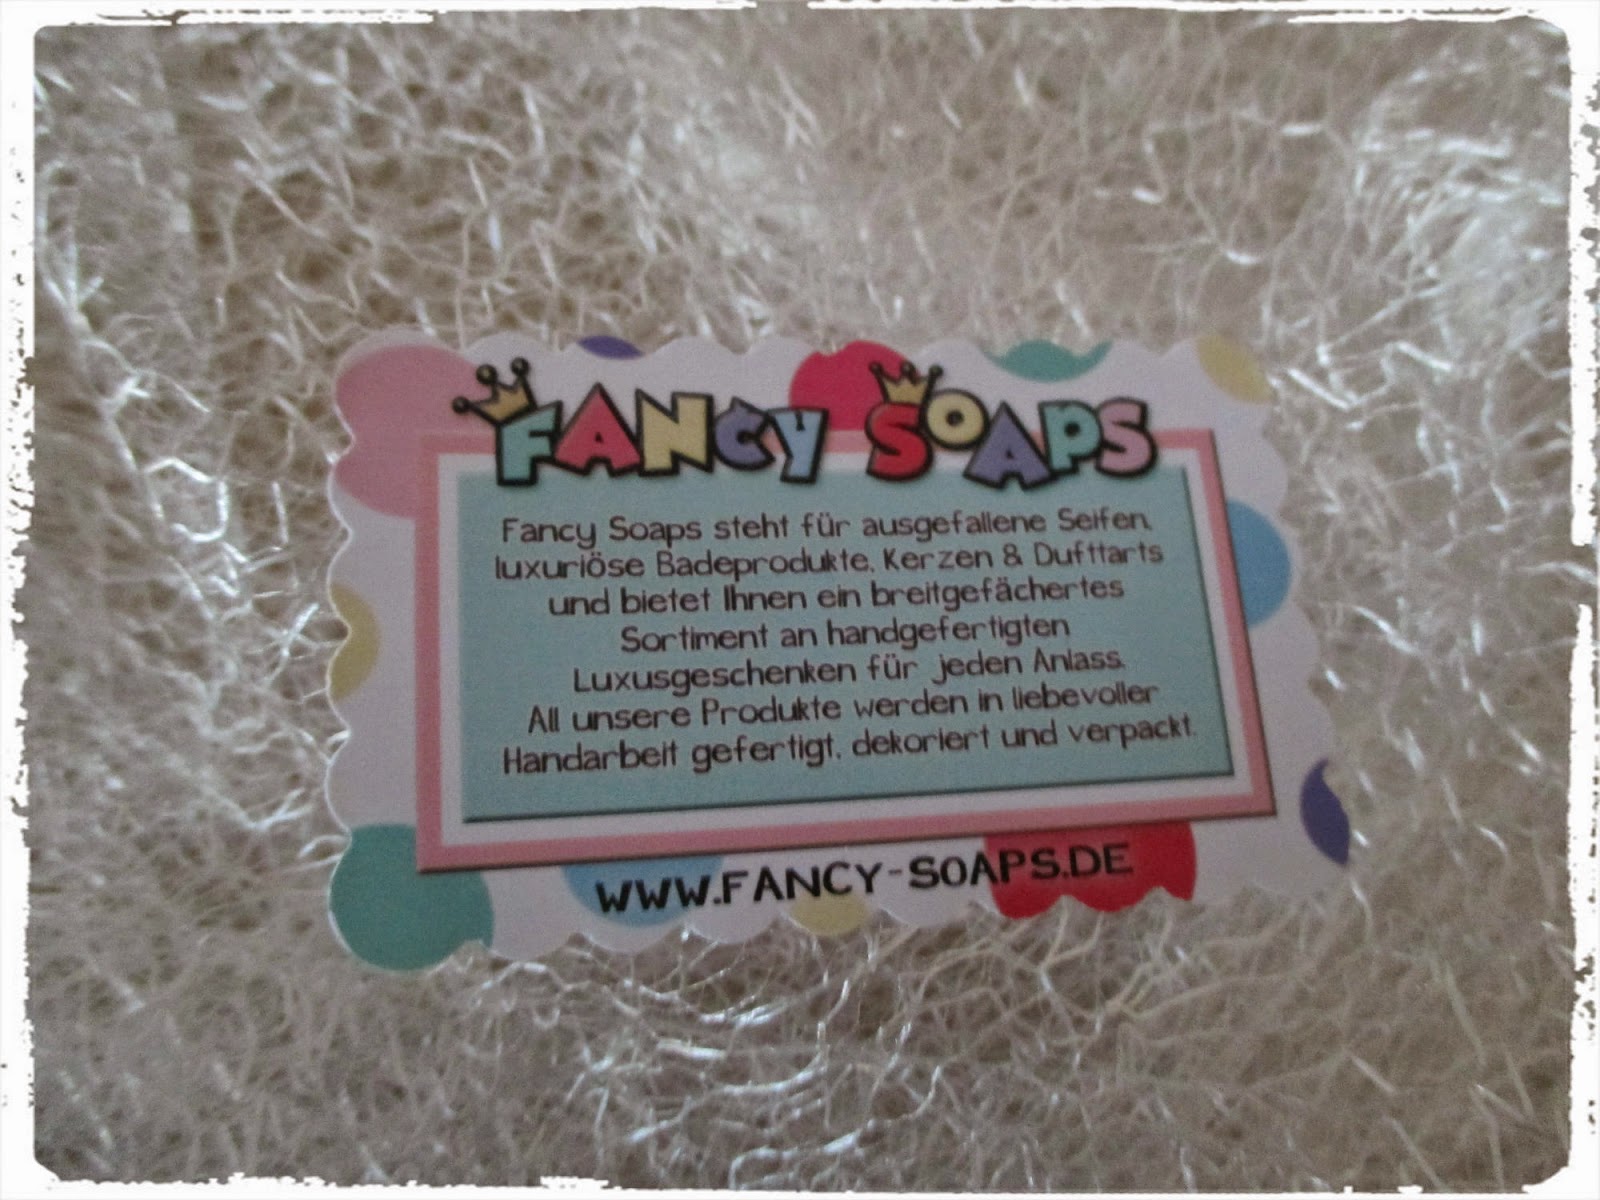 FANCY SOAPS
Fancy Soaps steht für ausgefallene Seifen,
luxuriöse Badeprodukte, Kerzen & Dufttarts
und bietet Ihnen ein breitgefächertes
Sortiment an handgefertigten
Luxusgeschenken für jeden Anlass.
All unsere Produkte werden in liebevoller
Handarbeit gefertigt, dekoriert und verpackt.
WWW.FANCY-SOAPS.DE